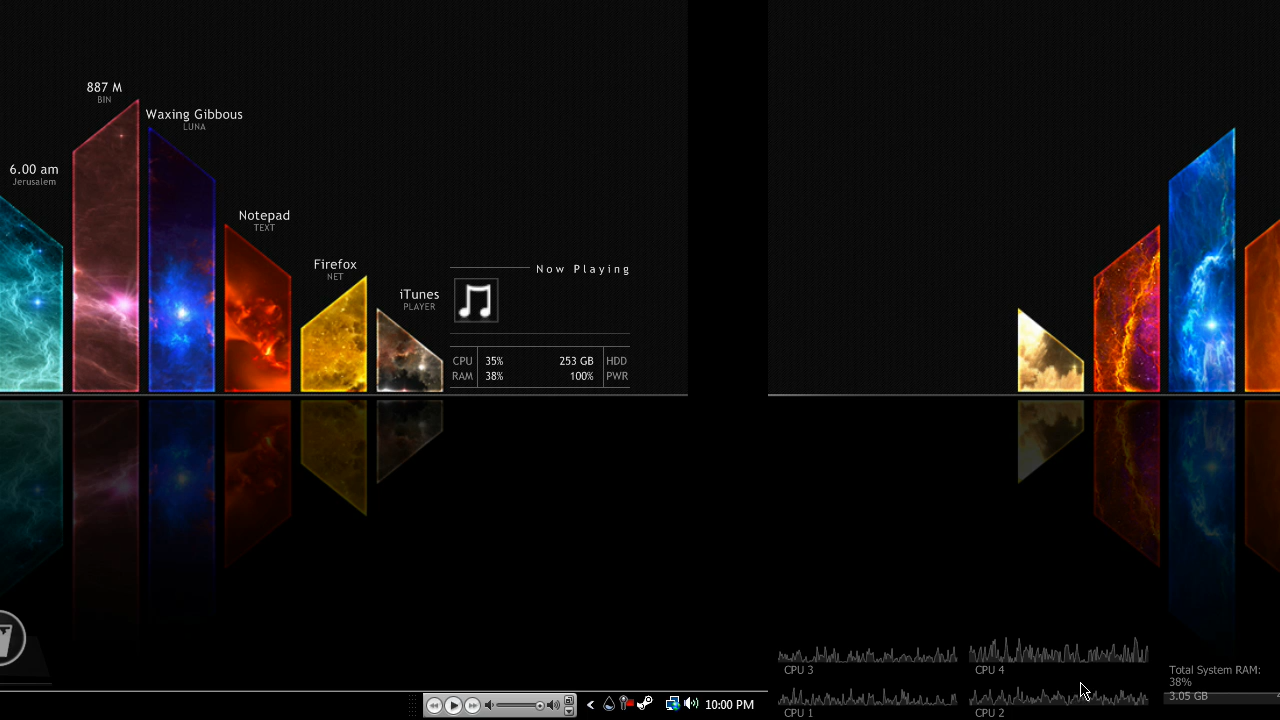 887 M
BIN
Waxing Gibbous
LUNA
6.00 am
Jerusalem
Notepad
TEXT
Firefox
NET
iTunes
PLAYER
Now Playing
CPU 35% 253 GB HDD
RAM 38% 100% PWR
CPU 3
CPU 4
Total System RAM:
38%
3.05 GB
CPU 1
CPU 2
10:00 PM